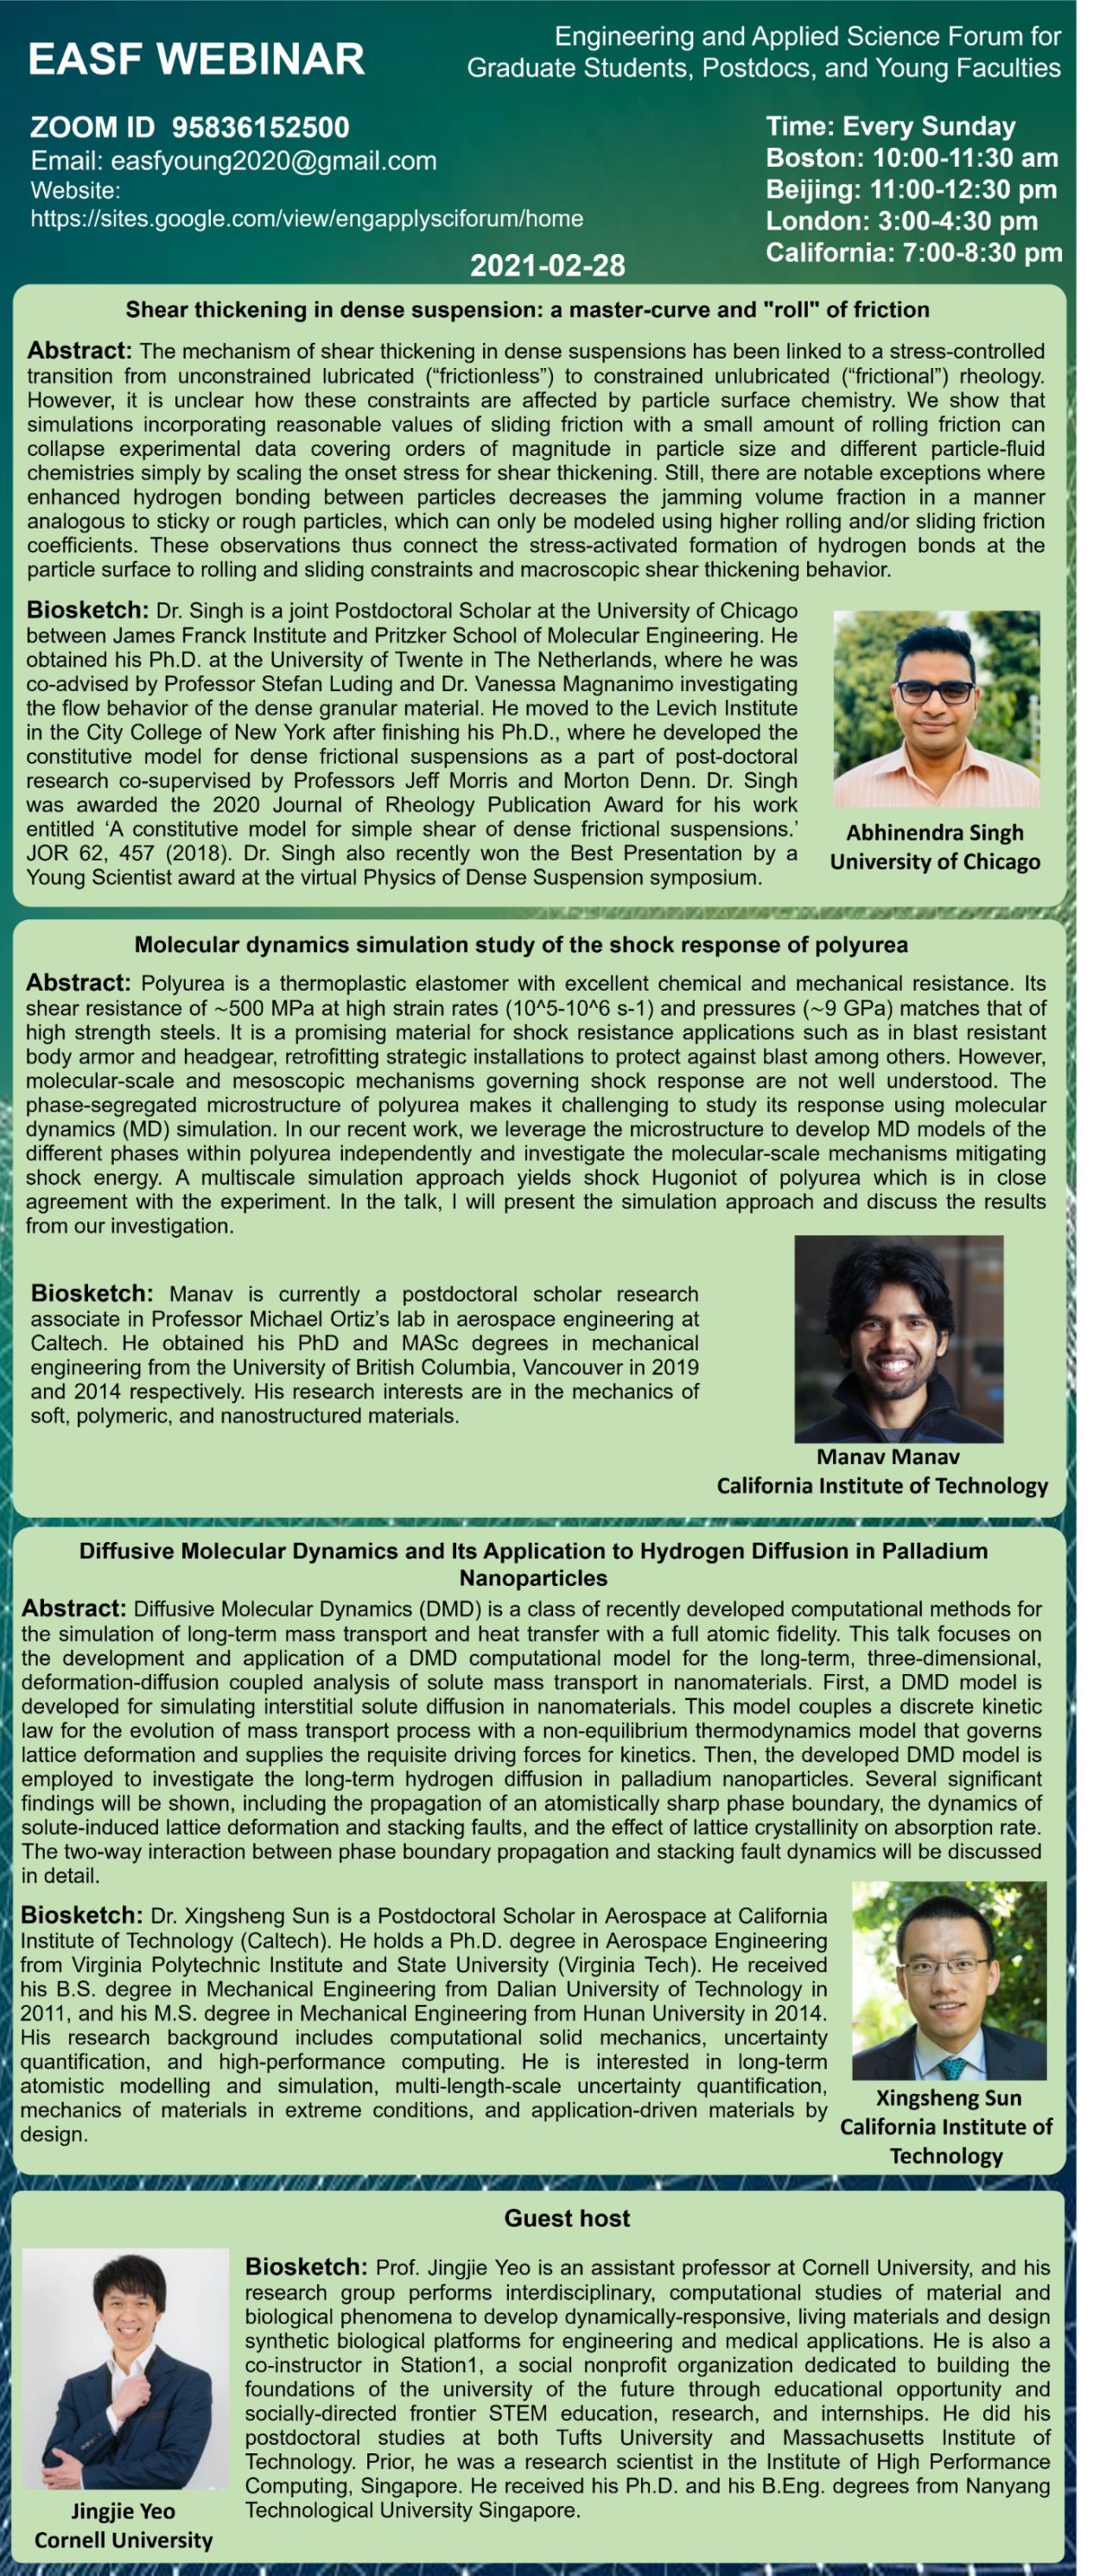 EASF WEBINAR
Engineering and Applied Science Forum for
Graduate Students, Postdocs, and Young Faculties
ZOOM ID 95836152500
Email: easfyoung2020@gmail.com
Website:
https://sites.google.com/view/engapplysciforum/home
Time: Every Sunday
Boston: 10:00-11:30 am
Beijing: 11:00-12:30 pm
London: 3:00-4:30 pm
California: 7:00-8:30 pm
2021-02-28
Shear thickening in dense suspension: a master-curve and "roll" of friction
Abstract: The mechanism of shear thickening in dense suspensions has been linked to a stress-controlled
transition from unconstrained lubricated (“frictionless”) to constrained unlubricated (“frictional”) rheology.
However, it is unclear how these constraints are affected by particle surface chemistry. We show that
simulations incorporating reasonable values of sliding friction with a small amount of rolling friction can
collapse experimental data covering orders of magnitude in particle size and different particle-fluid
chemistries simply by scaling the onset stress for shear thickening. Still, there are notable exceptions where
enhanced hydrogen bonding between particles decreases the jamming volume fraction in a manner
analogous to sticky or rough particles, which can only be modeled using higher rolling and/or sliding friction
coefficients. These observations thus connect the stress-activated formation of hydrogen bonds at the
particle surface to rolling and sliding constraints and macroscopic shear thickening behavior.
Biosketch: Dr. Singh is a joint Postdoctoral Scholar at the University of Chicago
between James Franck Institute and Pritzker School of Molecular Engineering. He
obtained his Ph.D. at the University of Twente in The Netherlands, where he was
co-advised by Professor Stefan Luding and Dr. Vanessa Magnanimo investigating
the flow behavior of the dense granular material. He moved to the Levich Institute
in the City College of New York after finishing his Ph.D., where he developed the
constitutive model for dense frictional suspensions as a part of post-doctoral
research co-supervised by Professors Jeff Morris and Morton Denn. Dr. Singh
was awarded the 2020 Journal of Rheology Publication Award for his work
entitled ‘A constitutive model for simple shear of dense frictional suspensions.’
JOR 62, 457 (2018). Dr. Singh also recently won the Best Presentation by a
Young Scientist award at the virtual Physics of Dense Suspension symposium.
Abhinendra Singh
University of Chicago
Molecular dynamics simulation study of the shock response of polyurea
Abstract: Polyurea is a thermoplastic elastomer with excellent chemical and mechanical resistance. Its
shear resistance of ~500 MPa at high strain rates (10^5-10^6 s-1) and pressures (~9 GPa) matches that of
high strength steels. It is a promising material for shock resistance applications such as in blast resistant
body armor and headgear, retrofitting strategic installations to protect against blast among others. However,
molecular-scale and mesoscopic mechanisms governing shock response are not well understood. The
phase-segregated microstructure of polyurea makes it challenging to study its response using molecular
dynamics (MD) simulation. In our recent work, we leverage the microstructure to develop MD models of the
different phases within polyurea independently and investigate the molecular-scale mechanisms mitigating
shock energy. A multiscale simulation approach yields shock Hugoniot of polyurea which is in close
agreement with the experiment. In the talk, I will present the simulation approach and discuss the results
from our investigation.
Biosketch: Manav is currently a postdoctoral scholar research
associate in Professor Michael Ortiz’s lab in aerospace engineering at
Caltech. He obtained his PhD and MASc degrees in mechanical
engineering from the University of British Columbia, Vancouver in 2019
and 2014 respectively. His research interests are in the mechanics of
soft, polymeric, and nanostructured materials.
Manav Manav
California Institute of Technology
Diffusive Molecular Dynamics and Its Application to Hydrogen Diffusion in Palladium
Nanoparticles
Abstract: Diffusive Molecular Dynamics (DMD) is a class of recently developed computational methods for
the simulation of long-term mass transport and heat transfer with a full atomic fidelity. This talk focuses on
the development and application of a DMD computational model for the long-term, three-dimensional,
deformation-diffusion coupled analysis of solute mass transport in nanomaterials. First, a DMD model is
developed for simulating interstitial solute diffusion in nanomaterials. This model couples a discrete kinetic
law for the evolution of mass transport process with a non-equilibrium thermodynamics model that governs
lattice deformation and supplies the requisite driving forces for kinetics. Then, the developed DMD model is
employed to investigate the long-term hydrogen diffusion in palladium nanoparticles. Several significant
findings will be shown, including the propagation of an atomistically sharp phase boundary, the dynamics of
solute-induced lattice deformation and stacking faults, and the effect of lattice crystallinity on absorption rate.
The two-way interaction between phase boundary propagation and stacking fault dynamics will be discussed
in detail.
Biosketch: Dr. Xingsheng Sun is a Postdoctoral Scholar in Aerospace at California
Institute of Technology (Caltech). He holds a Ph.D. degree in Aerospace Engineering
from Virginia Polytechnic Institute and State University (Virginia Tech). He received
his B.S. degree in Mechanical Engineering from Dalian University of Technology in
2011, and his M.S. degree in Mechanical Engineering from Hunan University in 2014.
His research background includes computational solid mechanics, uncertainty
quantification, and high-performance computing. He is interested in long-term
atomistic modelling and simulation, multi-length-scale uncertainty quantification,
mechanics of materials in extreme conditions, and application-driven materials by
design.
Xingsheng Sun
California Institute of
Technology
Guest host
Biosketch: Prof. Jingjie Yeo is an assistant professor at Cornell University, and his
research group performs interdisciplinary, computational studies of material and
biological phenomena to develop dynamically-responsive, living materials and design
synthetic biological platforms for engineering and medical applications. He is also a
co-instructor in Station1, a social nonprofit organization dedicated to building the
foundations of the university of the future through educational opportunity and
socially-directed frontier STEM education, research, and internships. He did his
postdoctoral studies at both Tufts University and Massachusetts Institute of
Technology. Prior, he was a research scientist in the Institute of High Performance
Computing, Singapore. He received his Ph.D. and his B.Eng. degrees from Nanyang
Technological University Singapore.
Jingjie Yeo
Cornell University